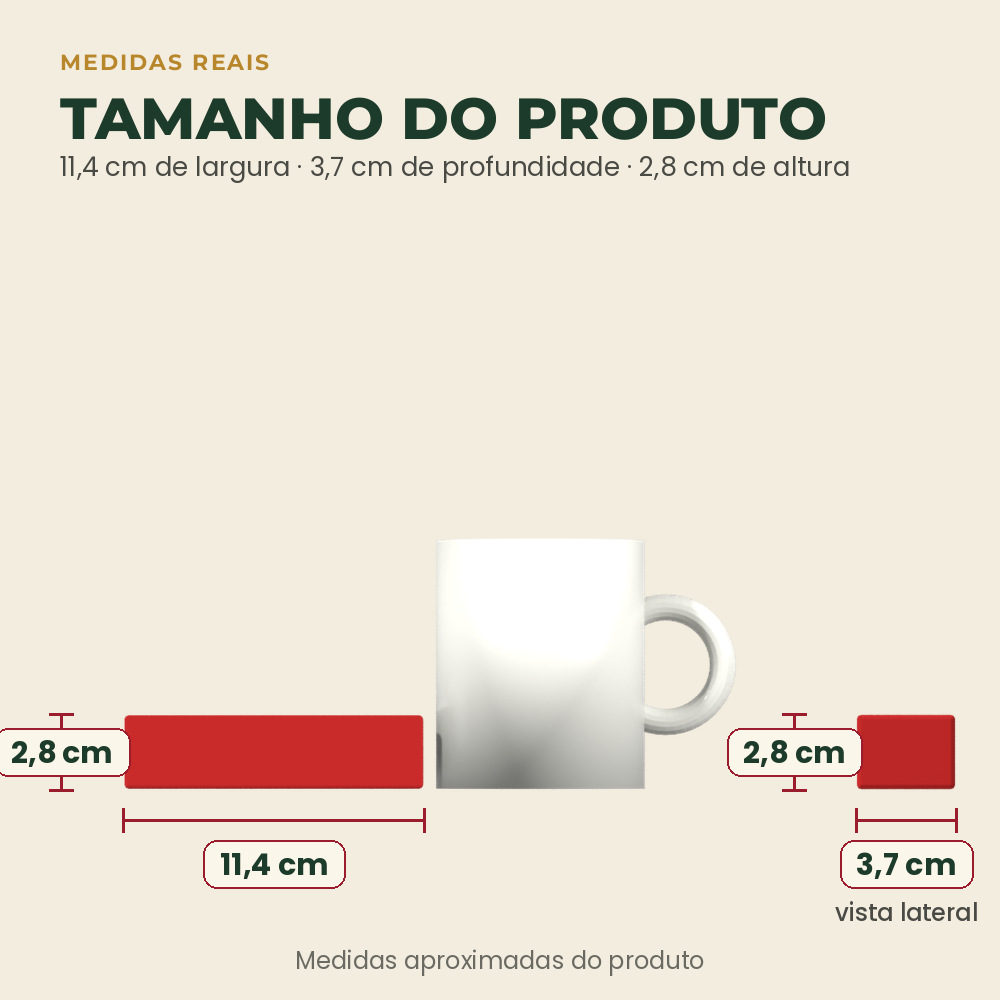 MEDIDAS REAIS
TAMANHO DO PRODUTO
11,4 cm de largura · 3,7 cm de profundidade · 2,8 cm de altura
2,8 cm
2,8 cm
11,4 cm
3,7 cm
vista lateral
Medidas aproximadas do produto